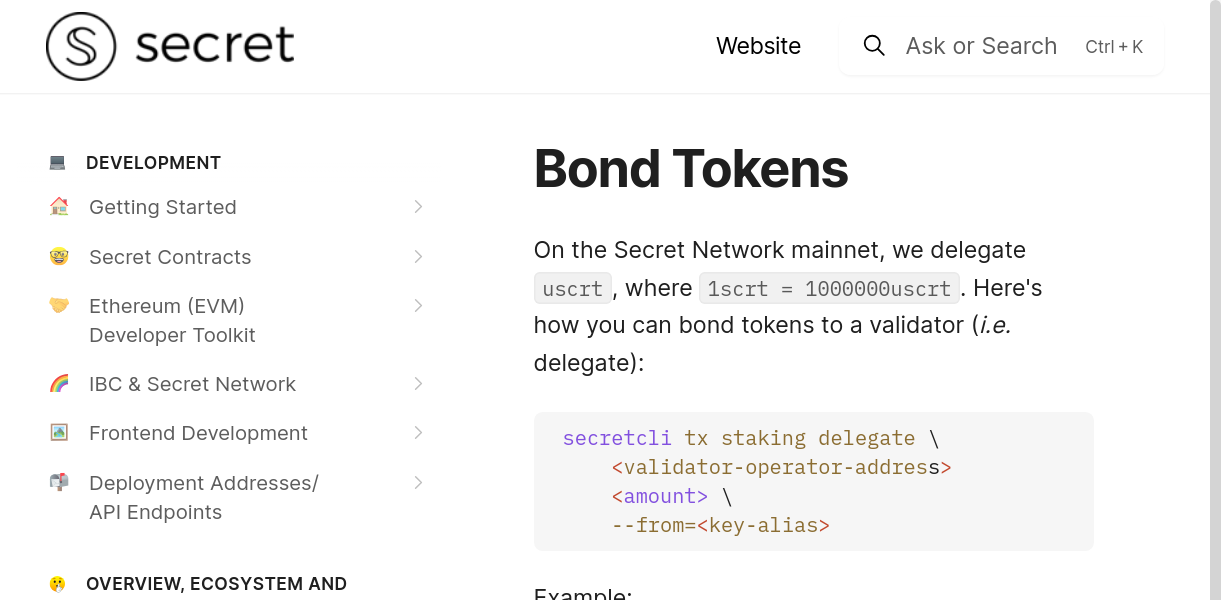 secret
Website
Ask or Search
Ctrl + K
DEVELOPMENT
Getting Started
Secret Contracts
Ethereum (EVM)
Developer Toolkit
IBC & Secret Network
Frontend Development
Deployment Addresses/
API Endpoints
OVERVIEW, ECOSYSTEM AND
Bond Tokens
On the Secret Network mainnet, we delegate
uscrt, where 1scrt = 1000000uscrt. Here's
how you can bond tokens to a validator (i.e.
delegate):
secretcli tx staking delegate \
<validator-operator-address>
<amount> \
--from=<key-alias>
Example: